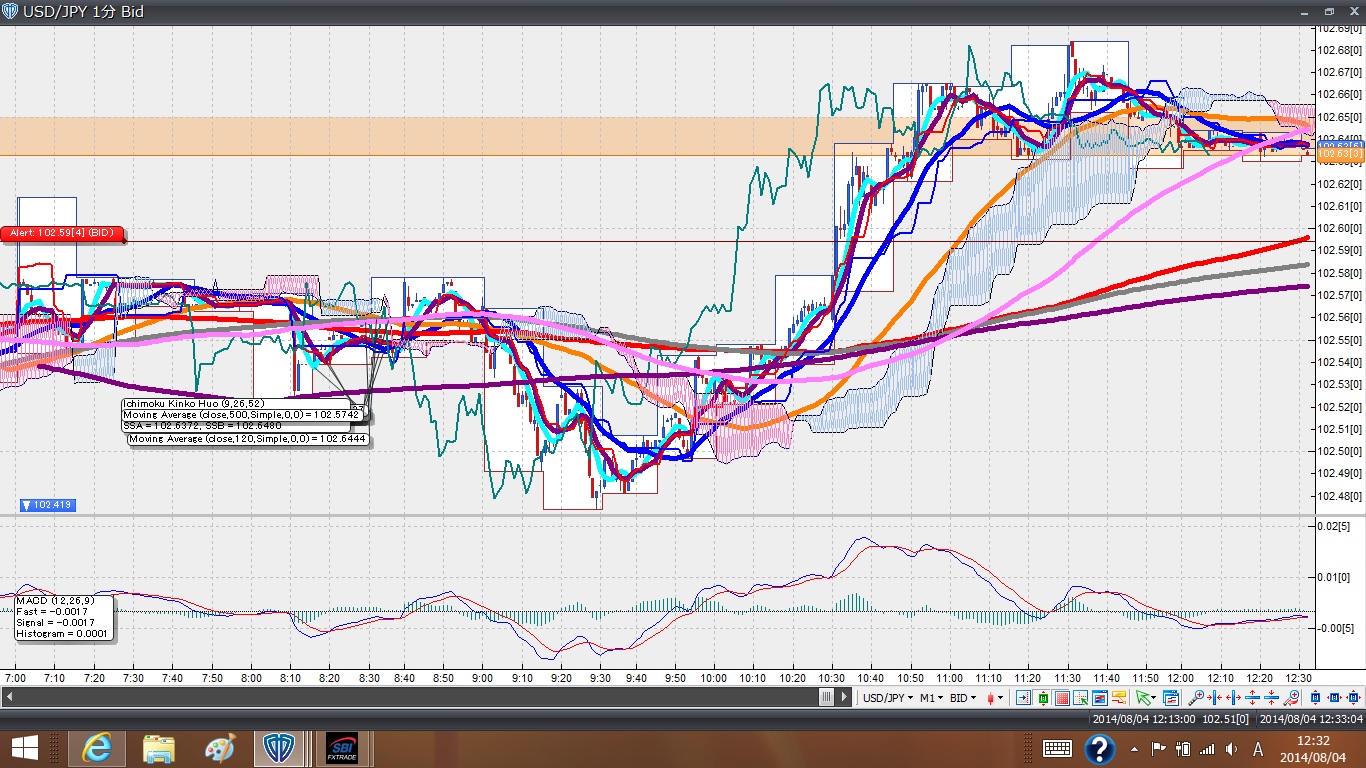 USD/JPY 1分 Bid
102.69[0]
102.68[0]
102.67[0]
102.66[0]
102.65[0]
102.64[0]
102.63[3]
102.62[0]
102.61[0]
102.60[0]
102.59[0]
102.58[0]
102.57[0]
102.56[0]
102.55[0]
102.54[0]
102.53[0]
102.52[0]
102.51[0]
102.50[0]
102.49[0]
102.48[0]
Alert: 102.59[4] (BID)
Ichimoku Kinko Huo (9,26,52)
Moving Average (close,500,Simple,0,0) = 102.5742
SSA = 102.6372, SSB = 102.6480
Moving Average (close,120,Simple,0,0) = 102.6444
▼ 102.419
0.02[5]
0.01[0]
-0.00[5]
MACD (12,26,9)
Fast = -0.0017
Signal = -0.0017
Histogram = 0.0001
7:00 7:10 7:20 7:30 7:40 7:50 8:00 8:10 8:20 8:30 8:40 8:50 9:00 9:10 9:20 9:30 9:40 9:50 10:00 10:10 10:20 10:30 10:40 10:50 11:00 11:10 11:20 11:30 11:40 11:50 12:00 12:10 12:20 12:30
USD/JPY M1 BID
2014/08/04 12:13:00 102.51[0] 2014/08/04 12:33:04
SBI
FXTRADE
A
12:32
2014/08/04